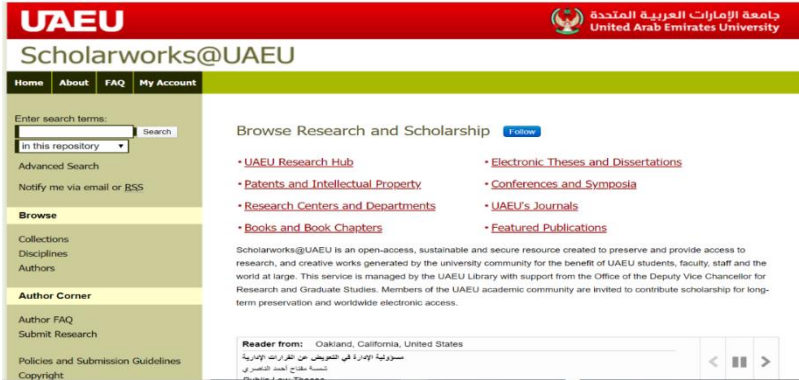 UAEU
جامعة الإمارات العربية المتحدة
United Arab Emirates University
Scholarworks@UAEU
Home About FAQ My Account
Enter search terms:
Search
in this repository
Advanced Search
Notify me via email or RSS
Browse
Collections
Disciplines
Authors
Author Corner
Author FAQ
Submit Research
Policies and Submission Guidelines
Copyright
Browse Research and Scholarship Follow
• UAEU Research Hub
• Electronic Theses and Dissertations
• Patents and Intellectual Property
• Conferences and Symposia
• Research Centers and Departments
• UAEU's Journals
• Books and Book Chapters
• Featured Publications
Scholarworks@UAEU is an open-access, sustainable and secure resource created to preserve and provide access to
research, and creative works generated by the university community for the benefit of UAEU students, faculty, staff and the
world at large. This service is managed by the UAEU Library with support from the Office of the Deputy Vice Chancellor for
Research and Graduate Studies. Members of the UAEU academic community are invited to contribute scholarship for long-
term preservation and worldwide electronic access.
Reader from: Oakland, California, United States
مسؤولية الإدارة في التعويض عن القرارات الإدارية
شمسة مفتاح أحمد الناصري
Public Law Theses